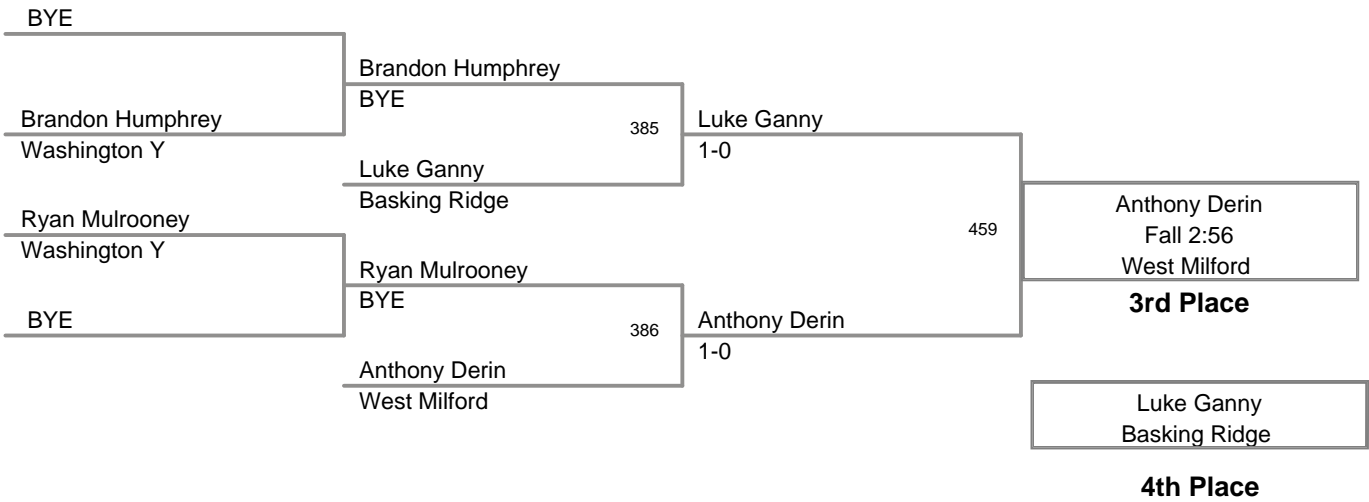 BYE
Brandon Humphrey
BYE
Brandon Humphrey
Washington Y
385
Luke Ganny
1-0
Luke Ganny
Basking Ridge
Ryan Mulrooney
Washington Y
459
Anthony Derin
Fall 2:56
West Milford
3rd Place
Ryan Mulrooney
BYE
BYE
386
Anthony Derin
1-0
Anthony Derin
West Milford
Luke Ganny
Basking Ridge
4th Place